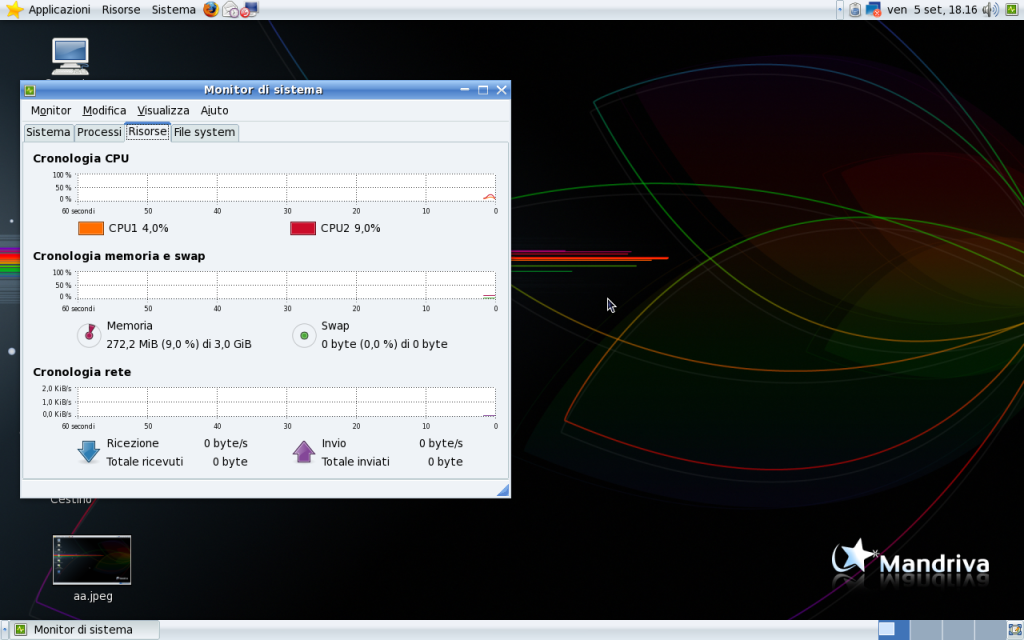 Applicazioni Risorse Sistema
ven 5 set, 18.16
Monitor di sistema
Monitor Modifica Visualizza Aiuto
Sistema Processi Risorse File system
Cronologia CPU
100 %
50 %
0 %
60 secondi 50 40 30 20 10 0
CPU1 4,0% CPU2 9,0%
Cronologia memoria e swap
100 %
50 %
0 %
60 secondi 50 40 30 20 10 0
Memoria Swap
272,2 MiB (9,0 %) di 3,0 GiB 0 byte (0,0 %) di 0 byte
Cronologia rete
2,0 KiB/s
1,0 KiB/s
0,0 KiB/s
60 secondi 50 40 30 20 10 0
Ricezione 0 byte/s Invio 0 byte/s
Totale ricevuti 0 byte Totale inviati 0 byte
Cestino
Mandriva
aa.jpeg
Monitor di sistema